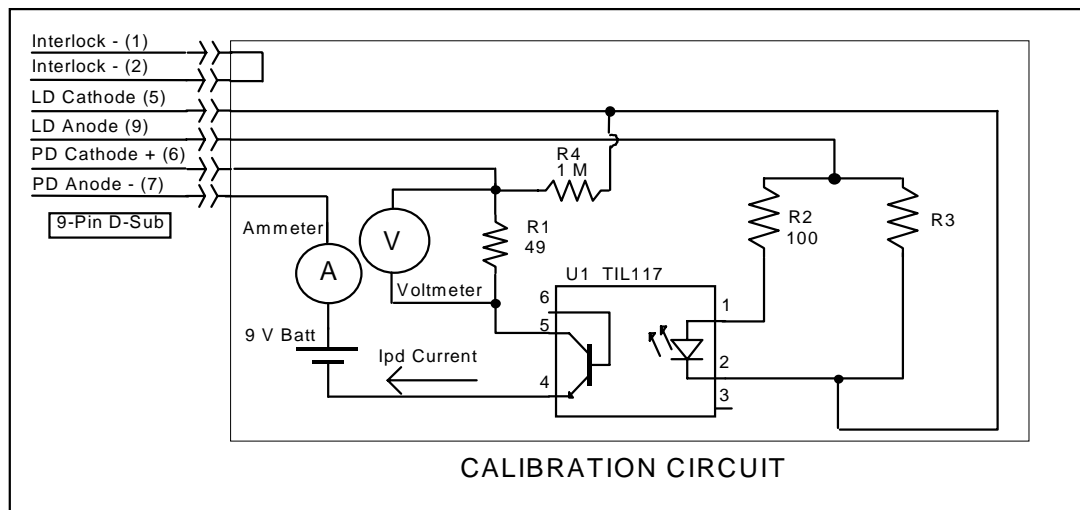 Interlock - (1)
Interlock - (2)
LD Cathode (5)
LD Anode (9)
PD Cathode + (6)
PD Anode - (7)
9-Pin D-Sub
Ammeter
A
V
Voltmeter
R4
1 M
R1
49
R2
100
R3
U1 TIL117
6
5
4
1
2
3
9 V Batt
Ipd Current
CALIBRATION CIRCUIT